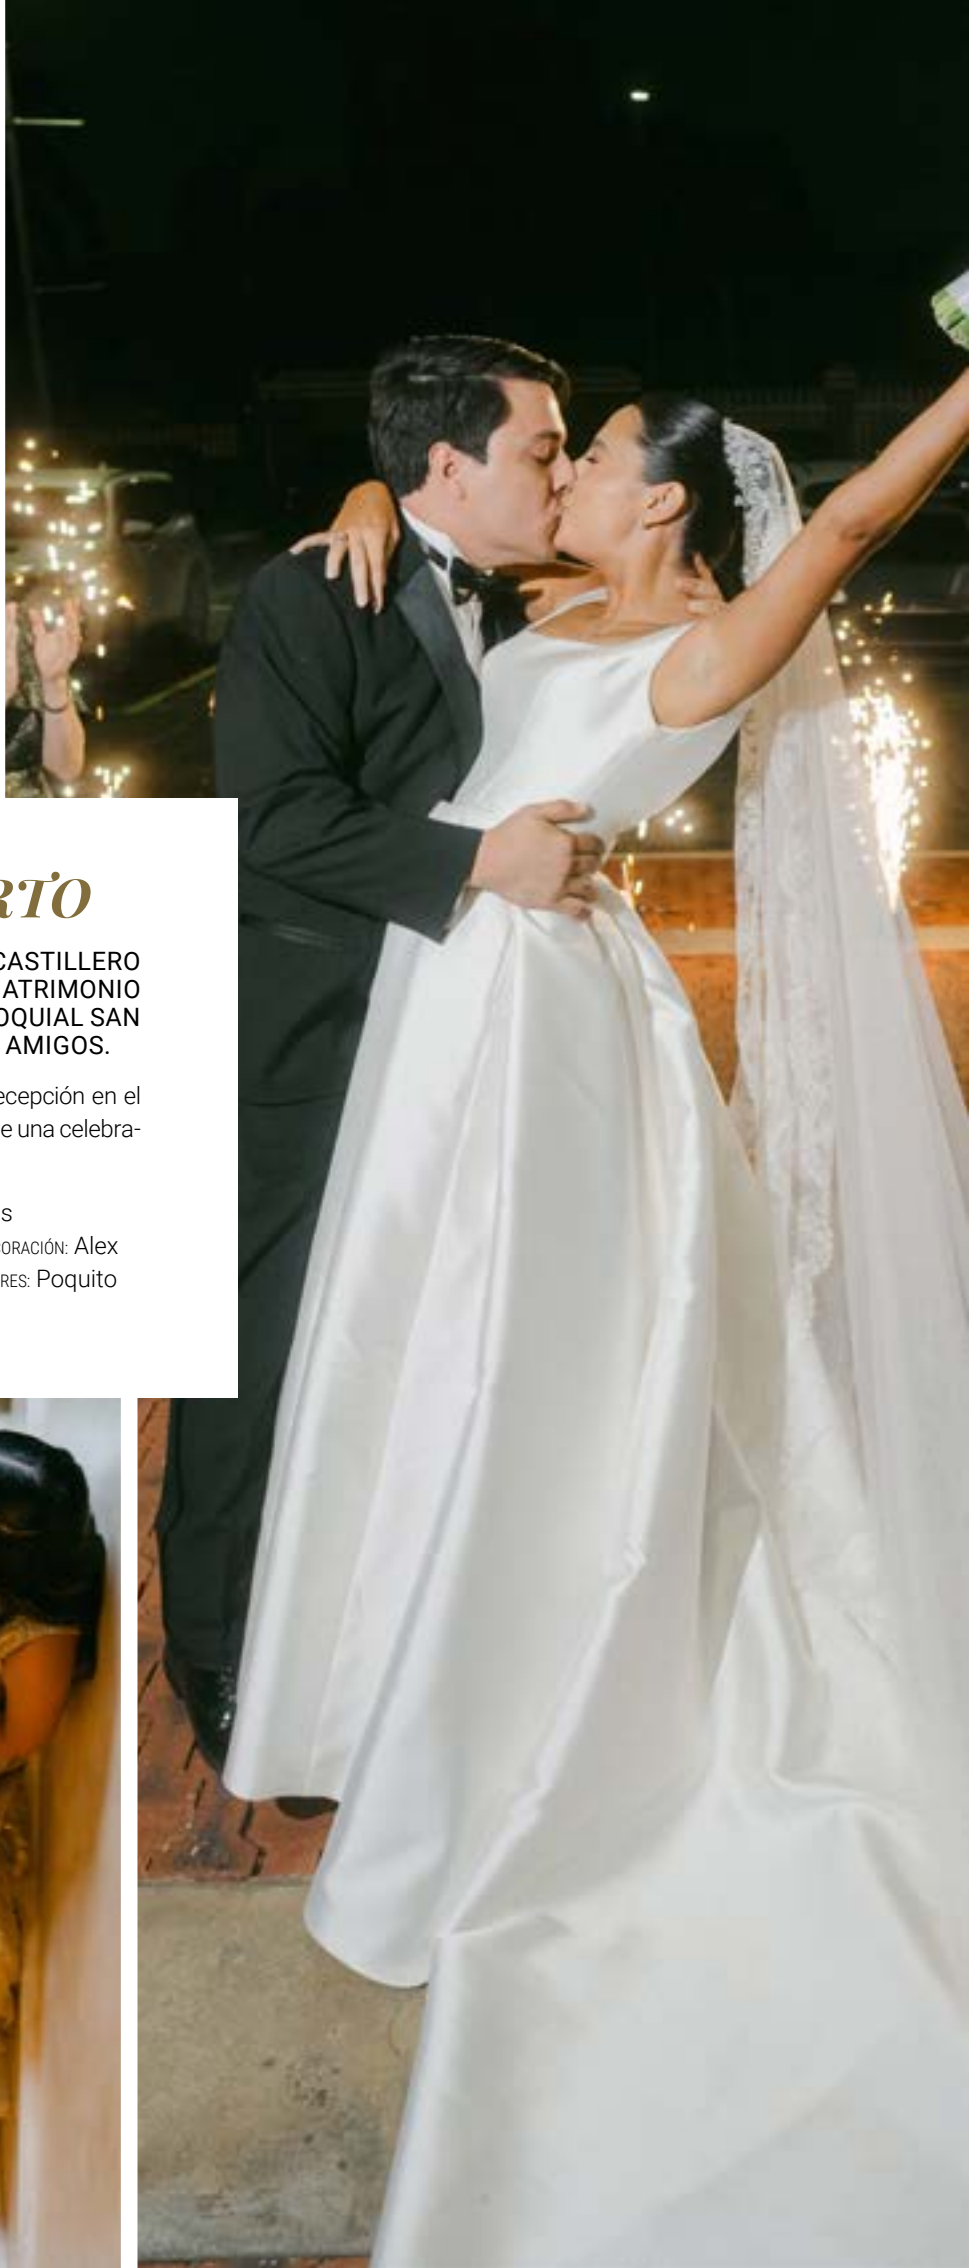 RTO
CASTILLERO
ATRIMONIO
OQUIAL SAN
AMIGOS.
ecepción en el
e una celebra-
s
ORACIÓN: Alex
RES: Poquito